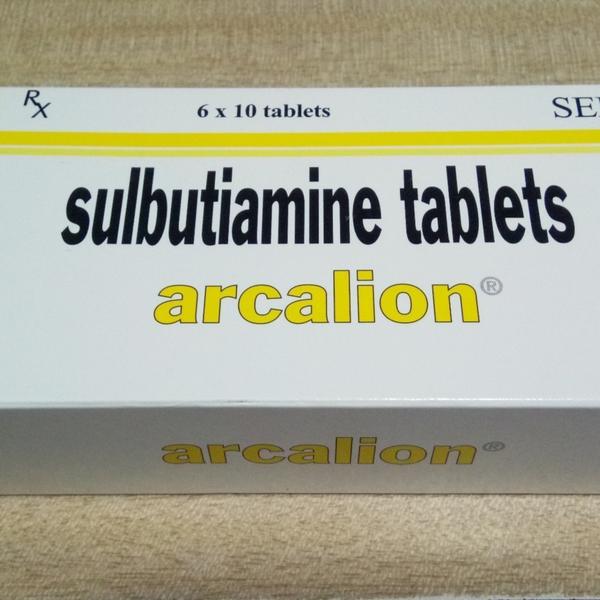 Rx 6 x 10 tablets
sulbutiamine tablets
arcalion®
arcalion®